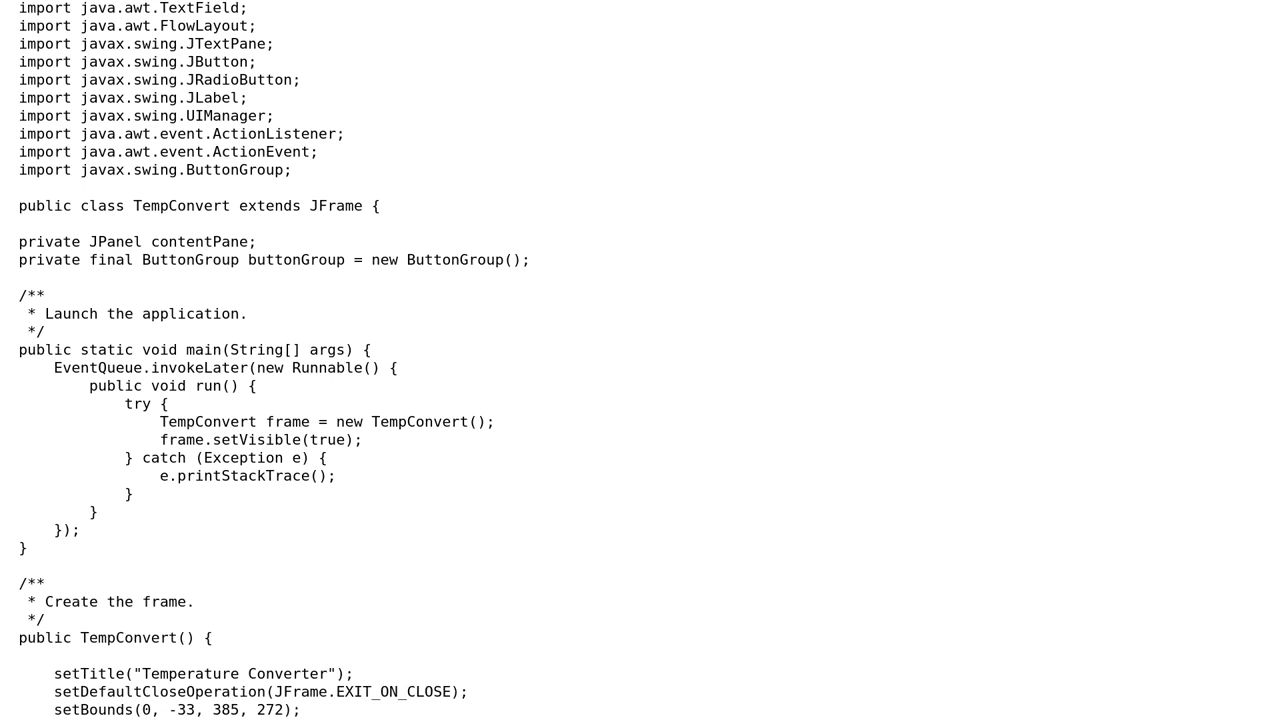 import java.awt.TextField;
import java.awt.FlowLayout;
import javax.swing.JTextPane;
import javax.swing.JButton;
import javax.swing.JRadioButton;
import javax.swing.JLabel;
import javax.swing.UIManager;
import java.awt.event.ActionListener;
import java.awt.event.ActionEvent;
import javax.swing.ButtonGroup;

public class TempConvert extends JFrame {

private JPanel contentPane;
private final ButtonGroup buttonGroup = new ButtonGroup();

/**
 * Launch the application.
 */
public static void main(String[] args) {
    EventQueue.invokeLater(new Runnable() {
        public void run() {
            try {
                TempConvert frame = new TempConvert();
                frame.setVisible(true);
            } catch (Exception e) {
                e.printStackTrace();
            }
        }
    });
}

/**
 * Create the frame.
 */
public TempConvert() {

    setTitle("Temperature Converter");
    setDefaultCloseOperation(JFrame.EXIT_ON_CLOSE);
    setBounds(0, -33, 385, 272);